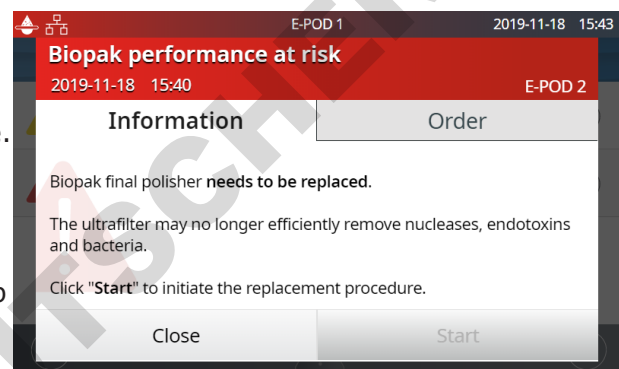 E-POD 1 2019-11-18 15:43
Biopak performance at risk
2019-11-18 15:40 E-POD 2
Information Order
Biopak final polisher needs to be replaced.
The ultrafilter may no longer efficiently remove nucleases, endotoxins
and bacteria.
Click "Start" to initiate the replacement procedure.
Close Start